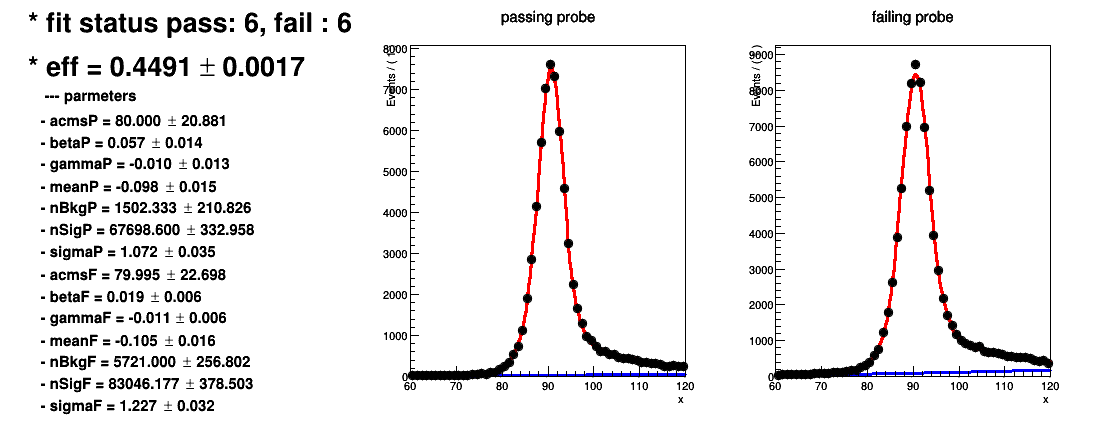 * fit status pass: 6, fail : 6
* eff = 0.4491 ± 0.0017
--- parmeters
- acmsP = 80.000 ± 20.881
- betaP = 0.057 ± 0.014
- gammaP = -0.010 ± 0.013
- meanP = -0.098 ± 0.015
- nBkgP = 1502.333 ± 210.826
- nSigP = 67698.600 ± 332.958
- sigmaP = 1.072 ± 0.035
- acmsF = 79.995 ± 22.698
- betaF = 0.019 ± 0.006
- gammaF = -0.011 ± 0.006
- meanF = -0.105 ± 0.016
- nBkgF = 5721.000 ± 256.802
- nSigF = 83046.177 ± 378.503
- sigmaF = 1.227 ± 0.032
passing probe
8000
7000
6000
5000
4000
3000
2000
1000
0
60 70 80 90 100 110 120
x
failing probe
9000
8000
7000
6000
5000
4000
3000
2000
1000
0
60 70 80 90 100 110 120
x